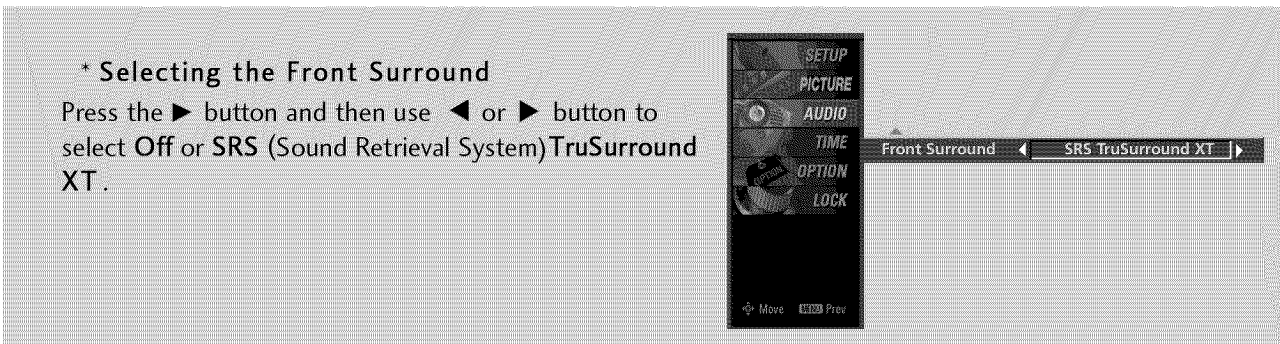 * Selecting the Front Surround
Press the ▶ button and then use ◀ or ▶ button to
select Off or SRS (Sound Retrieval System) TruSurround
XT.
SETUP
PICTURE
AUDIO
TIME
OPTION
LOCK
Front Surround ◀ SRS TruSurround XT ▶
OPTION
Move MENU Prev